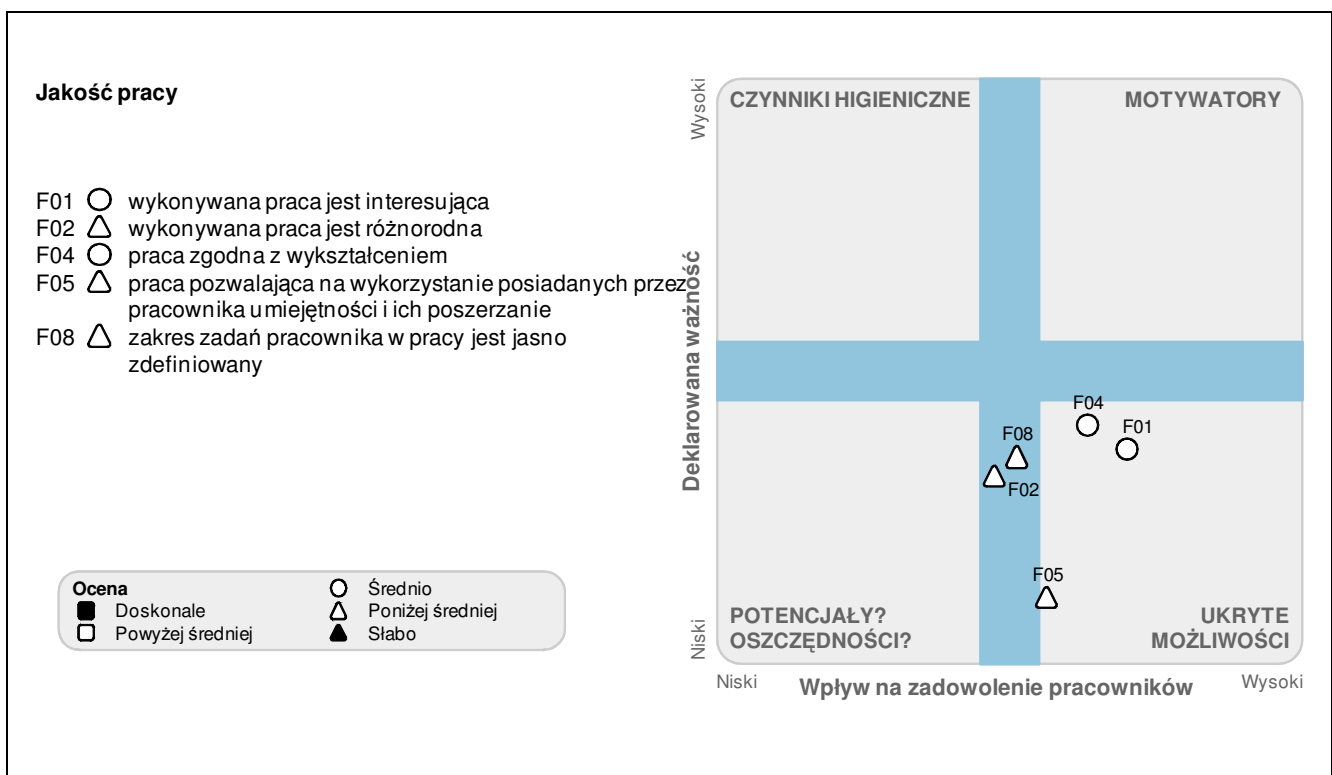 Jakość pracy
F01 wykonywana praca jest interesująca
F02 wykonywana praca jest różnorodna
F04 praca zgodna z wykształceniem
F05 praca pozwalająca na wykorzystanie posiadanych przez
pracownika umiejętności i ich poszerzanie
F08 zakres zadań pracownika w pracy jest jasno
zdefiniowany
Ocena
Doskonale
Powyżej średniej
Średnio
Poniżej średniej
Słabo
Wysoki
Deklarowana ważność
Niski
CZYNNIKI HIGIENICZNE
MOTYWATORY
F04
F01
F08
F02
F05
POTENCJAŁY?
OSZCZĘDNOŚCI?
UKRYTE
MOŻLIWOŚCI
Niski
Wpływ na zadowolenie pracowników
Wysoki